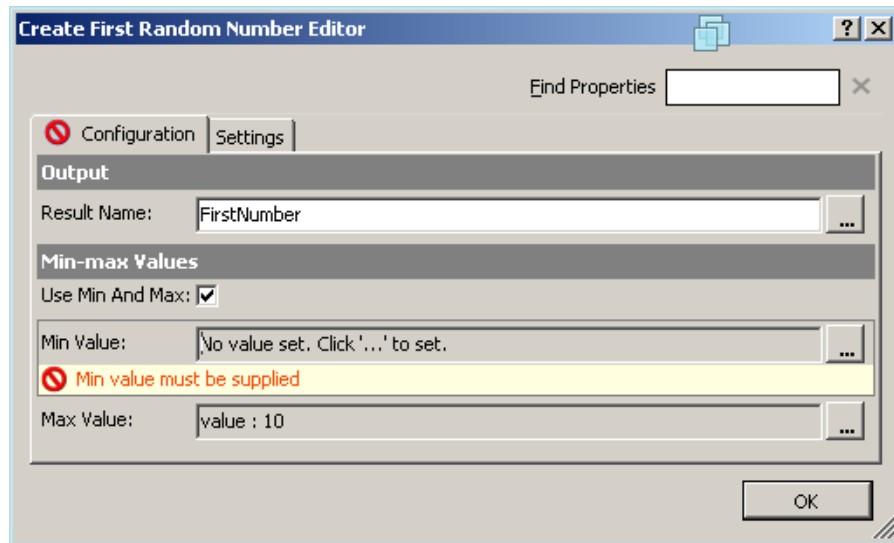 Create First Random Number Editor
Find Properties
Configuration Settings
Output
Result Name: FirstNumber ...
Min-max Values
Use Min And Max:
Min Value: No value set. Click '...' to set. ...
Min value must be supplied
Max Value: value : 10 ...
OK